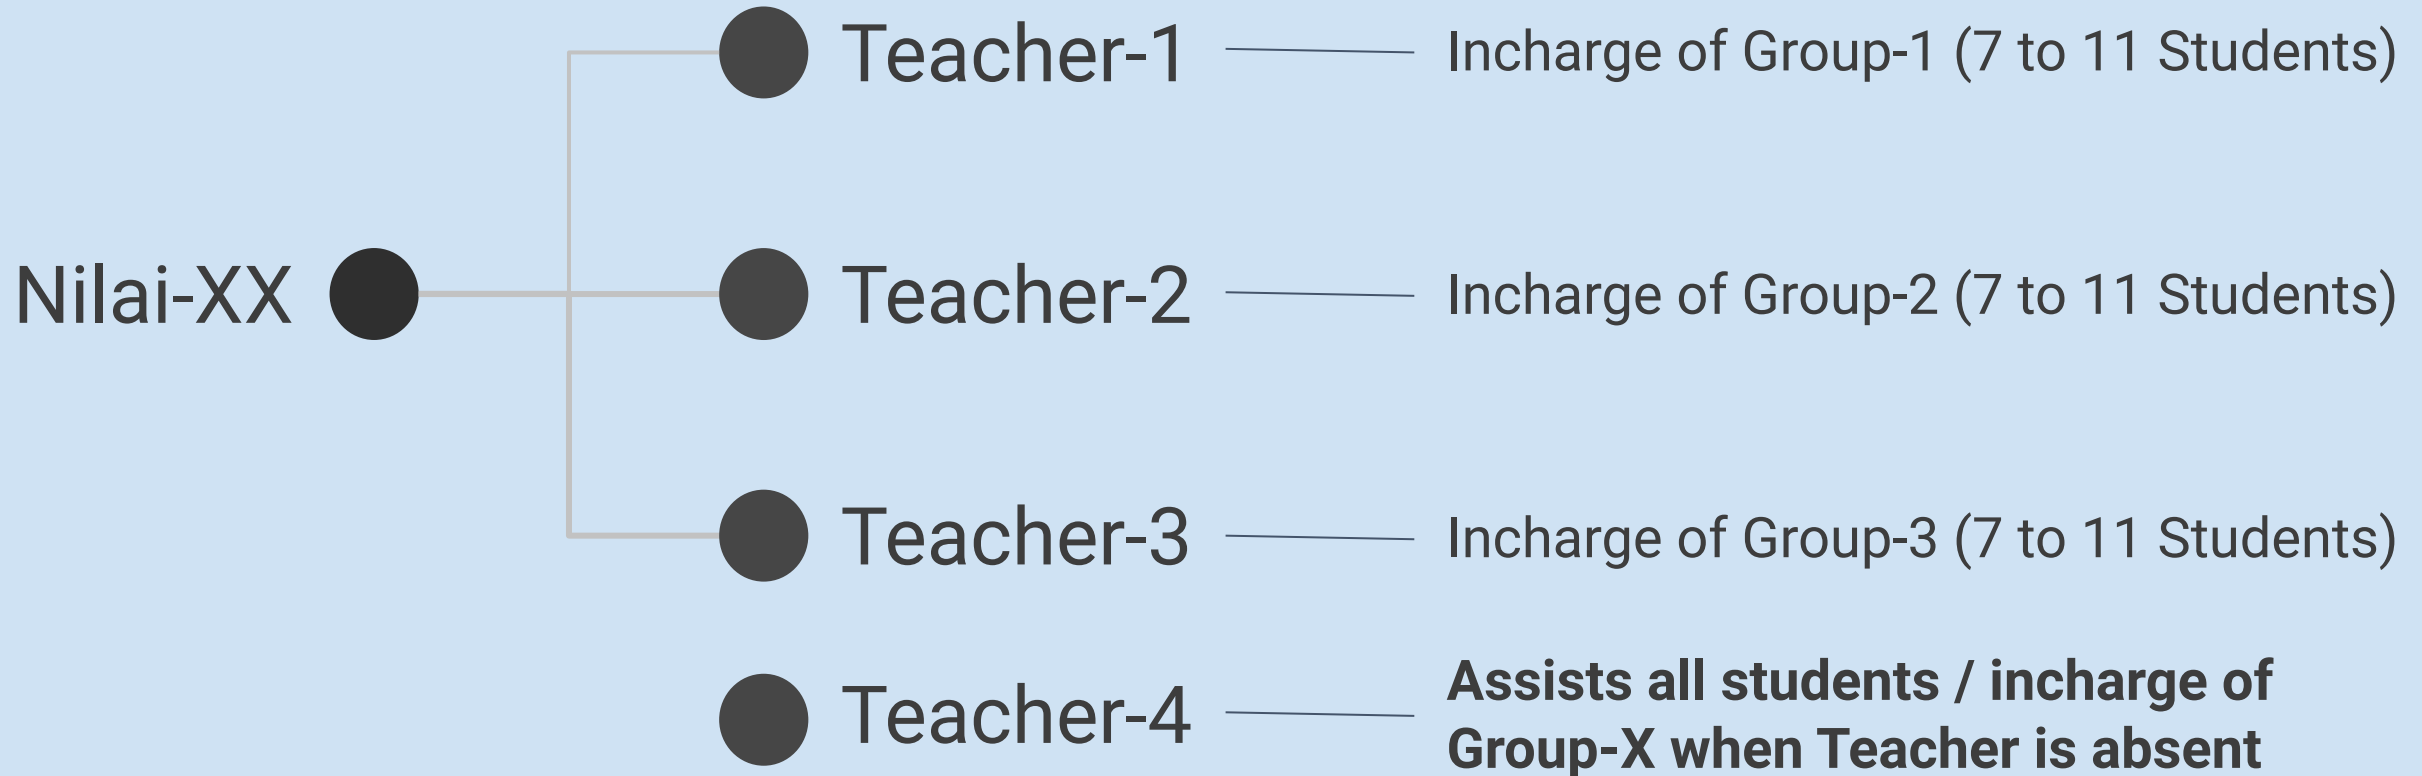 Teacher-1
Incharge of Group-1 (7 to 11 Students)
Nilai-XX
Teacher-2
Incharge of Group-2 (7 to 11 Students)
Teacher-3
Incharge of Group-3 (7 to 11 Students)
Teacher-4
Assists all students / incharge of
Group-X when Teacher is absent